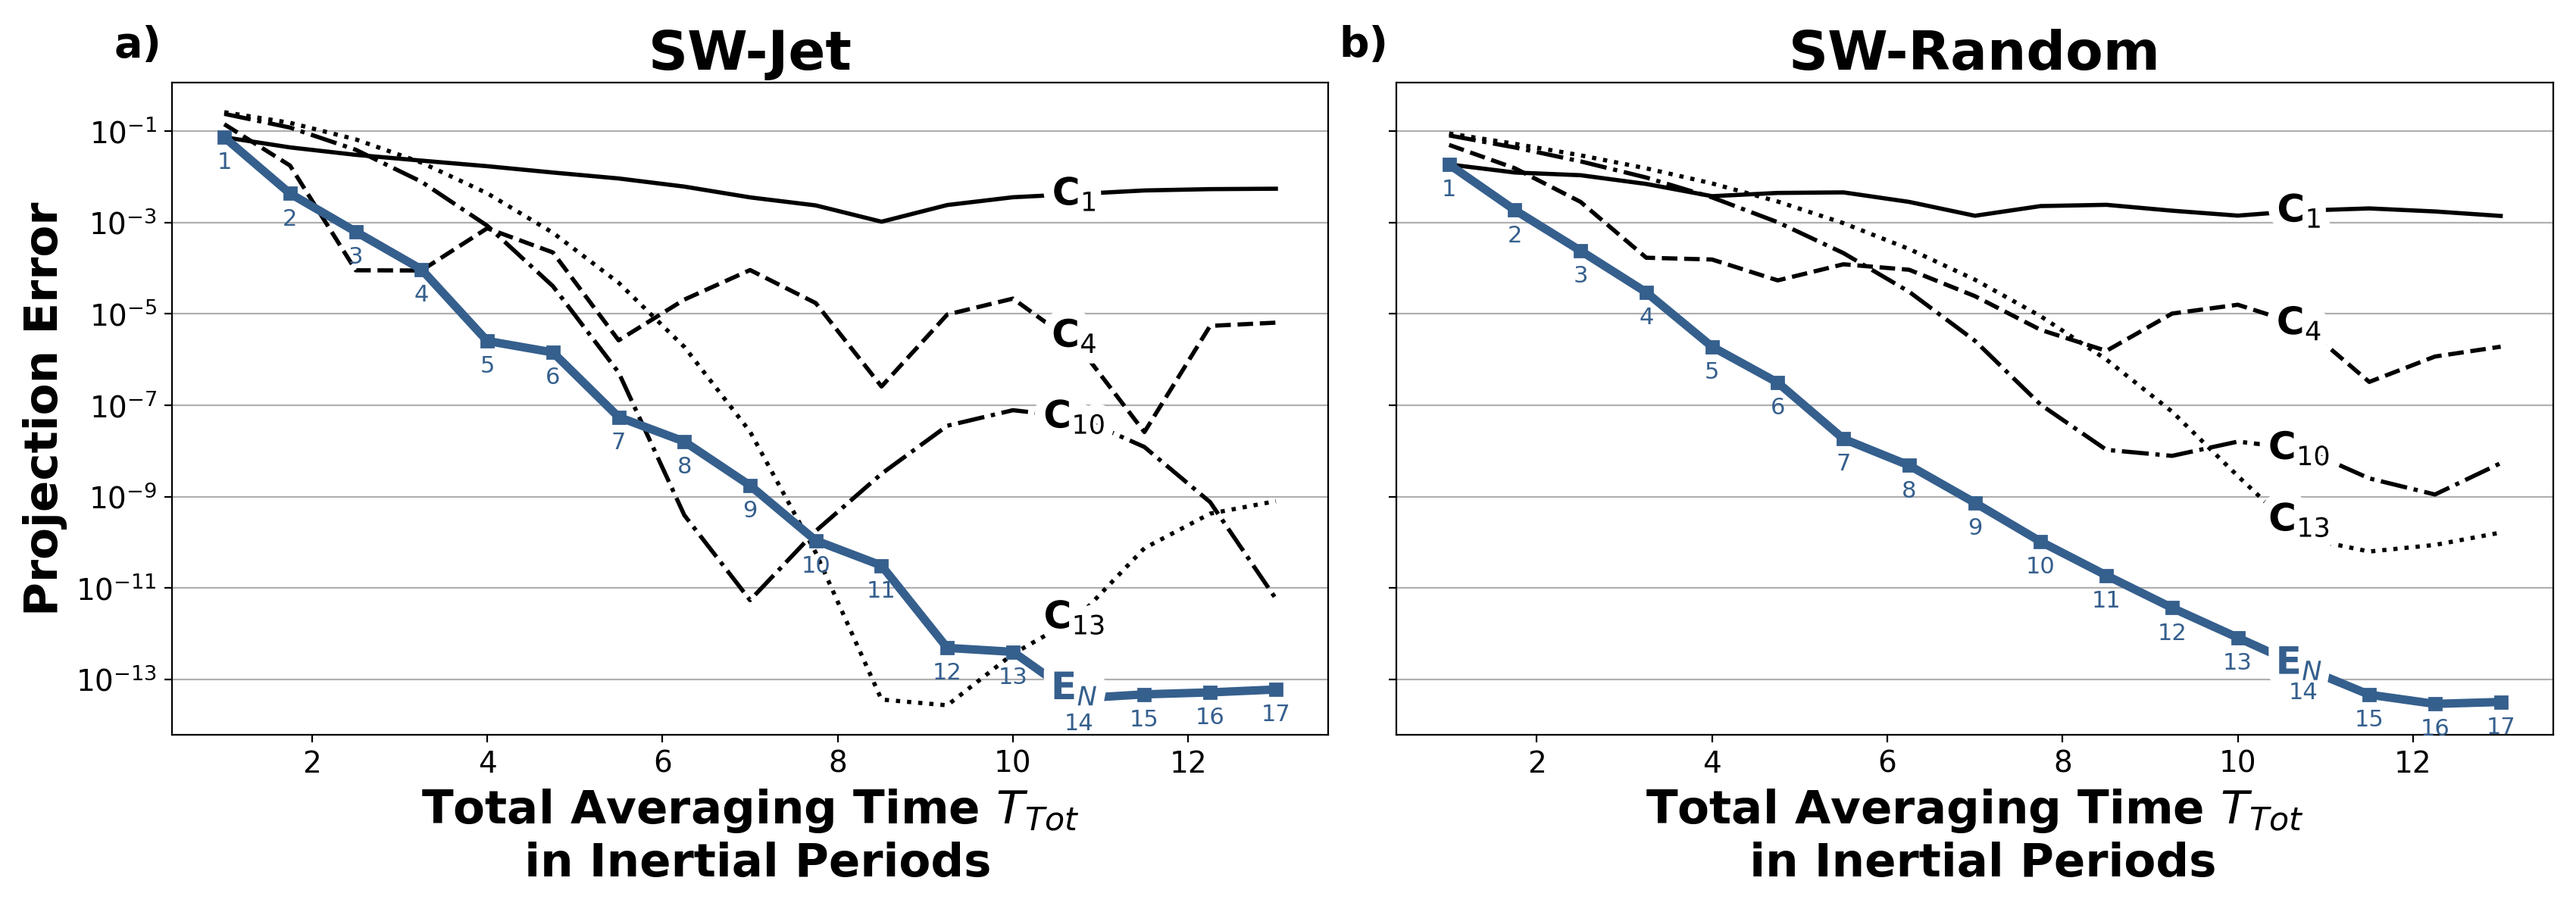 a)
SW-Jet
Projection Error
10⁻¹
10⁻³
10⁻⁵
10⁻⁷
10⁻⁹
10⁻¹¹
10⁻¹³
C₁
C₄
C₁₀
C₁₃
E_N
1
2
3
4
5
6
7
8
9
10
11
12
13
14
15
16
17
2
4
6
8
10
12
Total Averaging Time T_Tot
in Inertial Periods
b)
SW-Random
C₁
C₄
C₁₀
C₁₃
E_N
1
2
3
4
5
6
7
8
9
10
11
12
13
14
15
16
17
2
4
6
8
10
12
Total Averaging Time T_Tot
in Inertial Periods